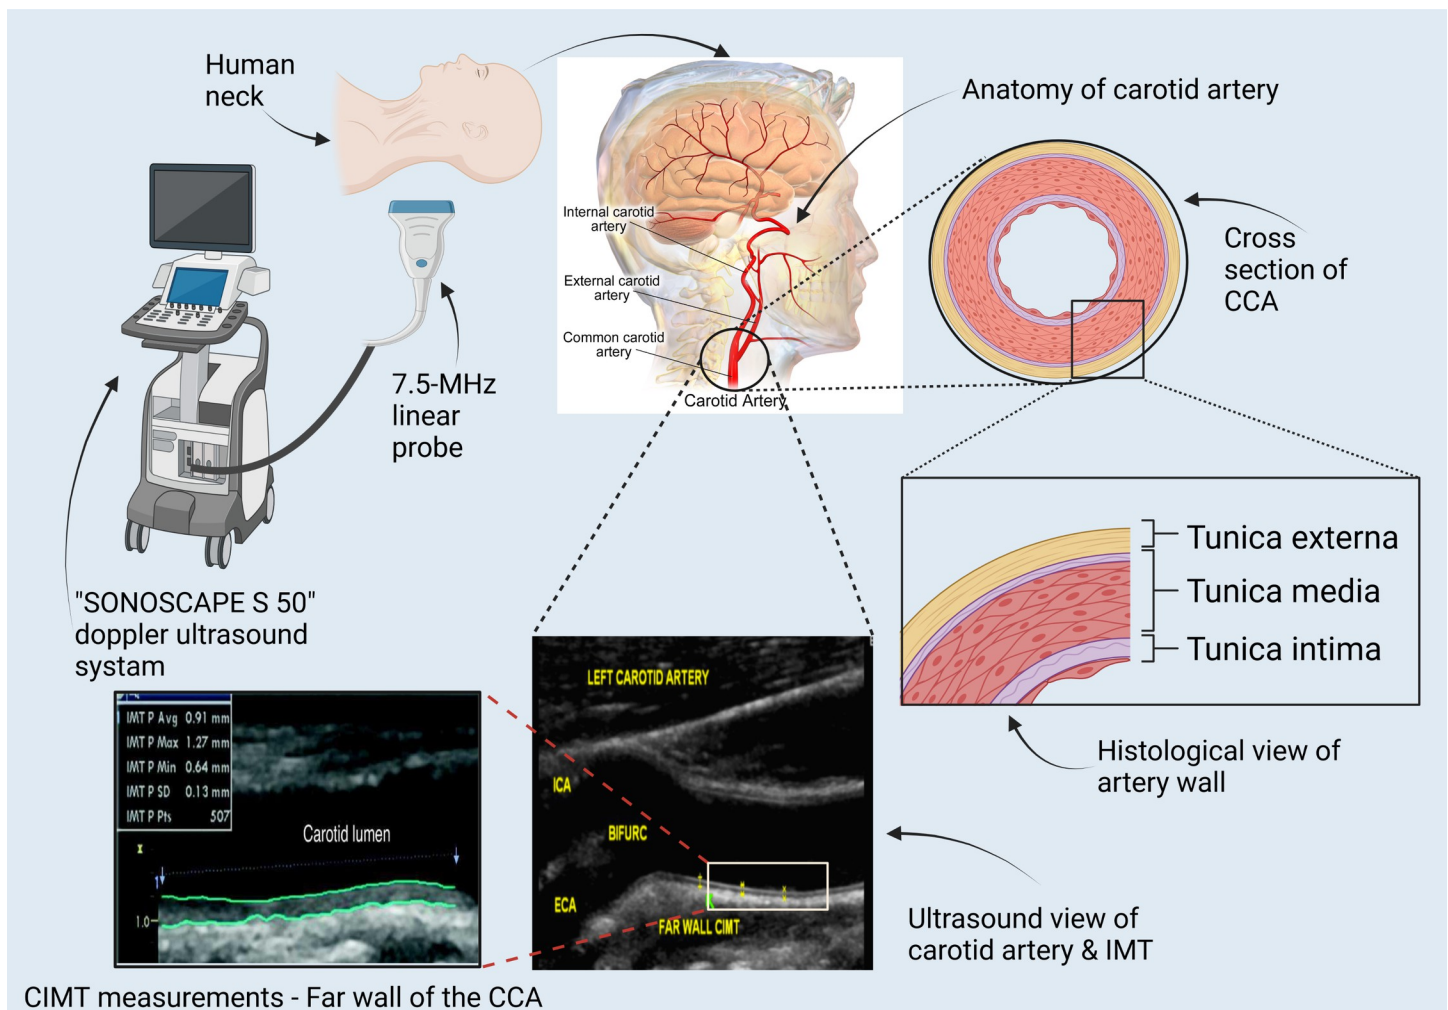 Human
neck
Anatomy of carotid artery
Internal carotid
artery
External carotid
artery
Common carotid
artery
Carotid Artery
Cross
section of
CCA
7.5-MHz
linear
probe
"SONOSCAPE S 50"
doppler ultrasound
systam
Tunica externa
Tunica media
Tunica intima
Histological view of
artery wall
LEFT CAROTID ARTERY
ICA
BIFURC
ECA
FAR WALL CIMT
Ultrasound view of
carotid artery & IMT
IMT P Avg 0.91 mm
IMT P Max 1.27 mm
IMT P Min 0.64 mm
IMT P SD 0.13 mm
IMT P Pts 507
Carotid lumen
x
1
1.0
CIMT measurements - Far wall of the CCA